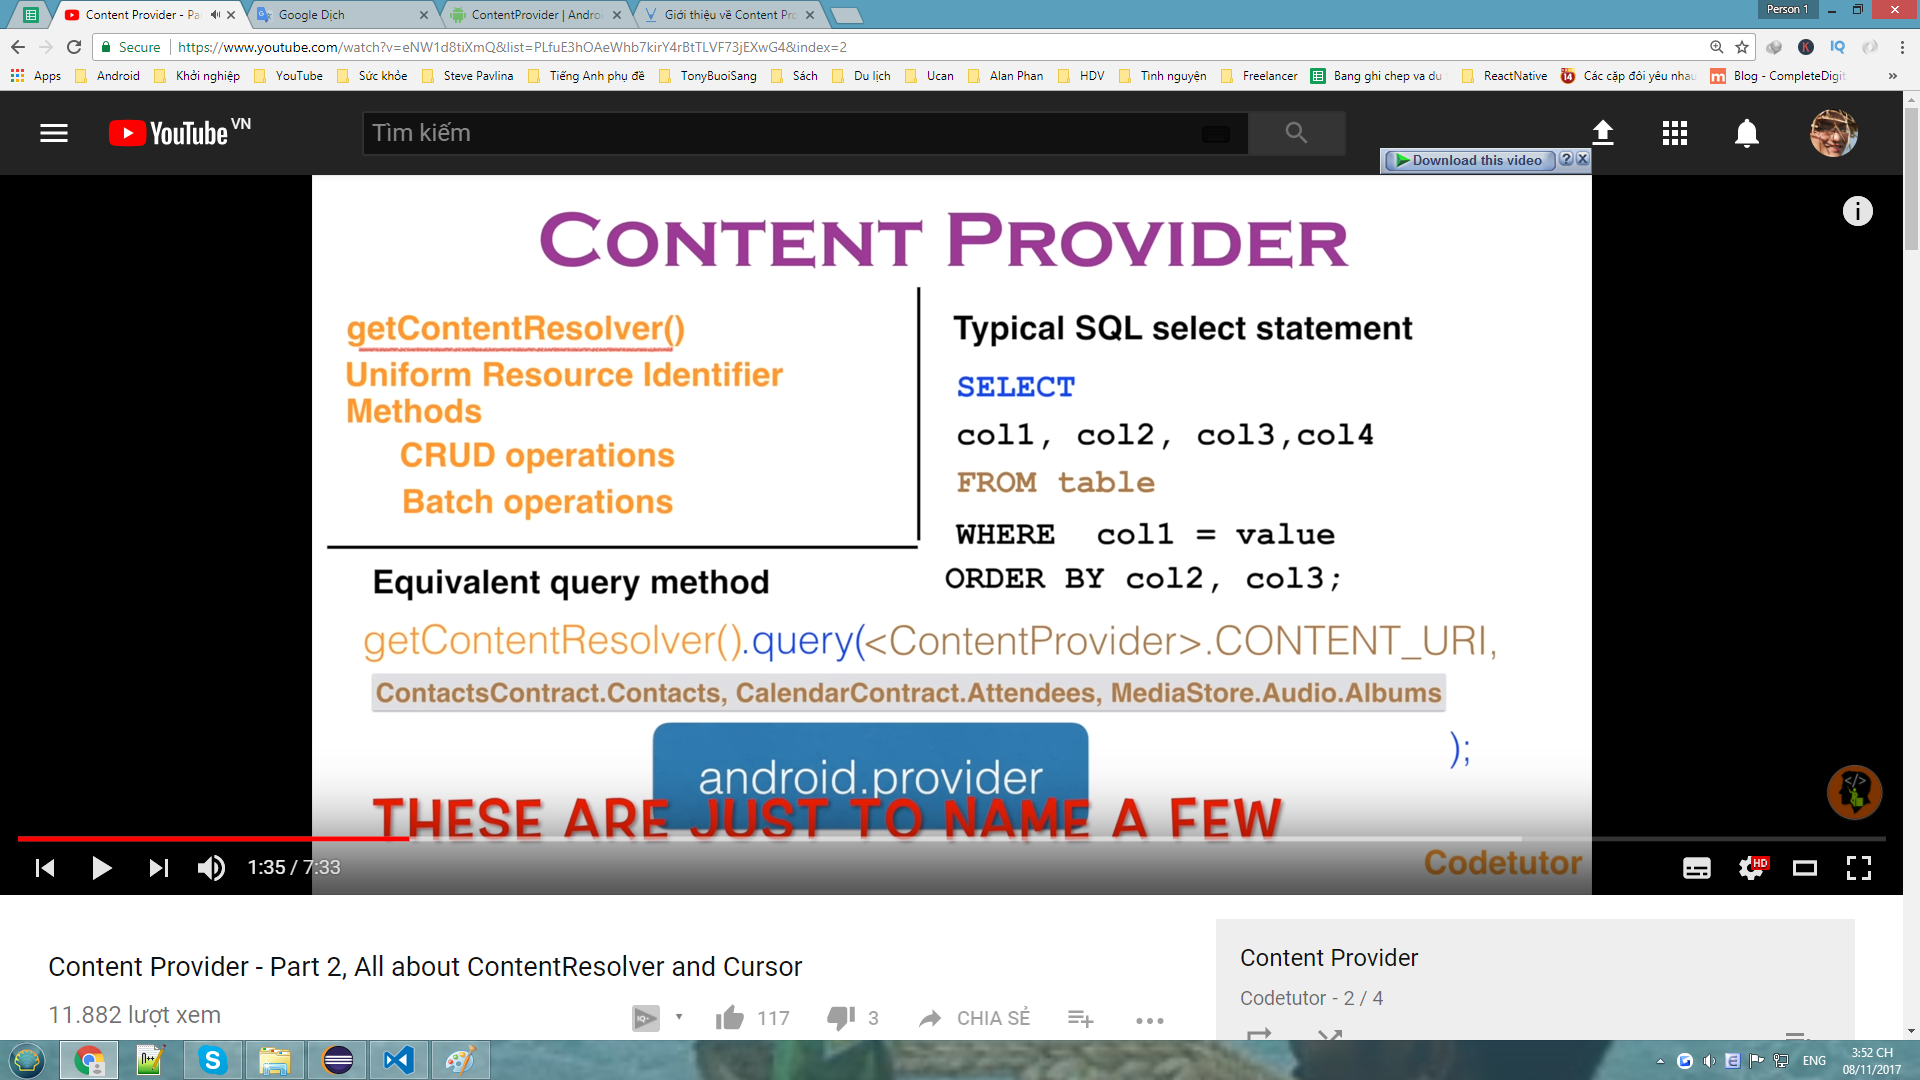 Content Provider - Pa
Google Dịch
ContentProvider | Andro
Giới thiệu về Content Pro
Person 1
Secure
https://www.youtube.com/watch?v=eNW1d8tiXmQ&list=PLfuE3hOAeWhb7kirY4rBtTLVF73jEXwG4&index=2
Apps
Android
Khởi nghiệp
YouTube
Sức khỏe
Steve Pavlina
Tiếng Anh phụ đề
TonyBuoiSang
Sách
Du lịch
Ucan
Alan Phan
HDV
Tình nguyện
Freelancer
Bang ghi chep va du
ReactNative
Các cặp đôi yêu nhau
Blog - CompleteDigit
YouTube VN
Tìm kiếm
Download this video
CONTENT PROVIDER
getContentResolver()
Uniform Resource Identifier
Methods
CRUD operations
Batch operations
Typical SQL select statement
SELECT
col1, col2, col3,col4
FROM table
WHERE col1 = value
ORDER BY col2, col3;
Equivalent query method
getContentResolver().query(<ContentProvider>.CONTENT_URI,
ContactsContract.Contacts, CalendarContract.Attendees, MediaStore.Audio.Albums
);
android.provider
THESE ARE JUST TO NAME A FEW
Codetutor
1:35 / 7:33
HD
Content Provider - Part 2, All about ContentResolver and Cursor
11.882 lượt xem
117
3
CHIA SẺ
Content Provider
Codetutor - 2 / 4
ENG
3:52 CH
08/11/2017